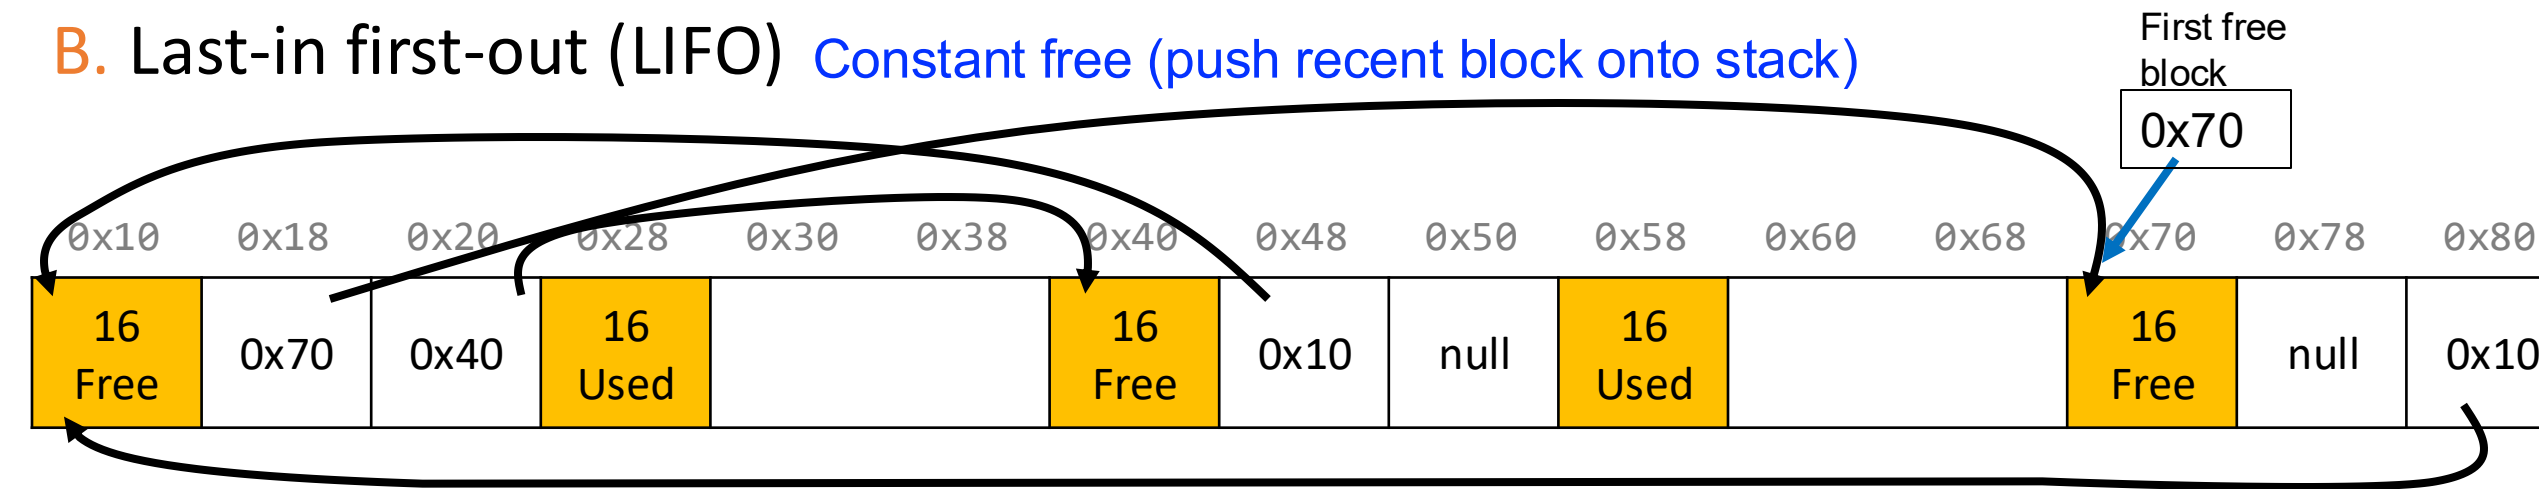 B. Last-in first-out (LIFO) Constant free (push recent block onto stack)
First free
block
0x70
0x10 0x18 0x20 0x28 0x30 0x38 0x40 0x48 0x50 0x58 0x60 0x68 0x70 0x78 0x80
16 Free
0x70
0x40
16 Used
16 Free
0x10
null
16 Used
16 Free
null
0x10